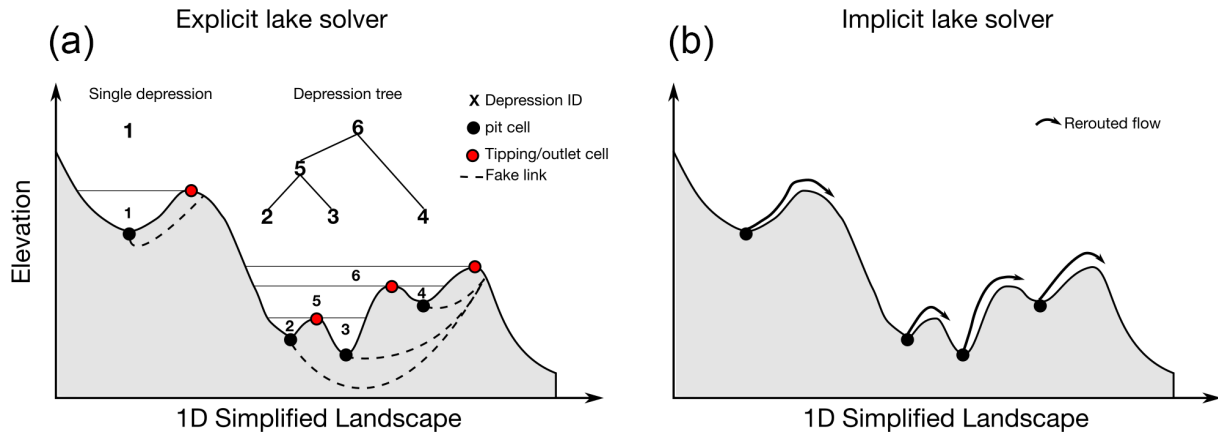 Explicit lake solver
(a)
Single depression
1
Depression tree
6
5
2 3 4
X Depression ID
pit cell
Tipping/outlet cell
Fake link
1
6
5
4
2
3
Elevation
1D Simplified Landscape
Implicit lake solver
(b)
Rerouted flow
1D Simplified Landscape